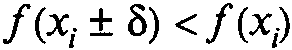 f(x_i ± δ) < f(x_i)